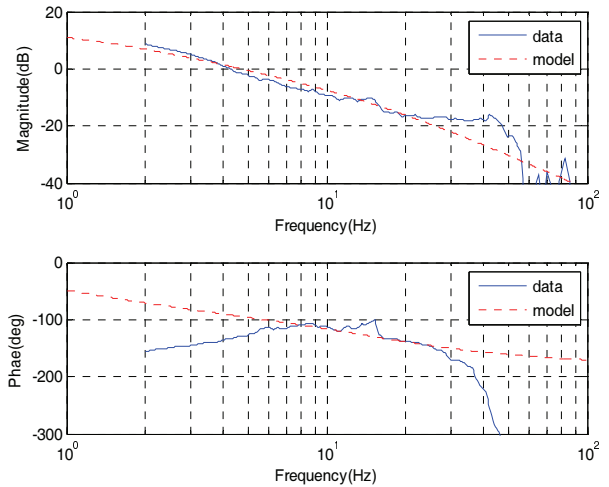 20
0
-20
-40
Magnitude(dB)
data
model
10^0
10^1
10^2
Frequency(Hz)
0
-100
-200
-300
Phae(deg)
data
model
10^0
10^1
10^2
Frequency(Hz)